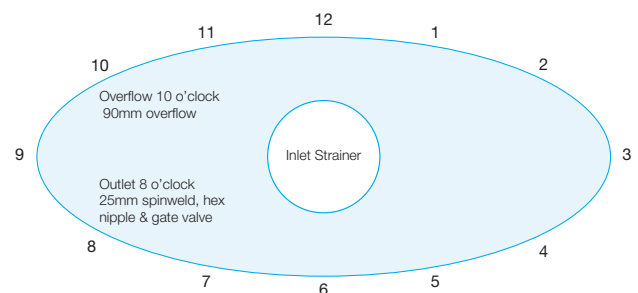 12
11
1
10
2
Overflow 10 o’clock
90mm overflow
9
Inlet Strainer
3
Outlet 8 o’clock
25mm spinweld, hex
nipple & gate valve
8
4
7
5
6